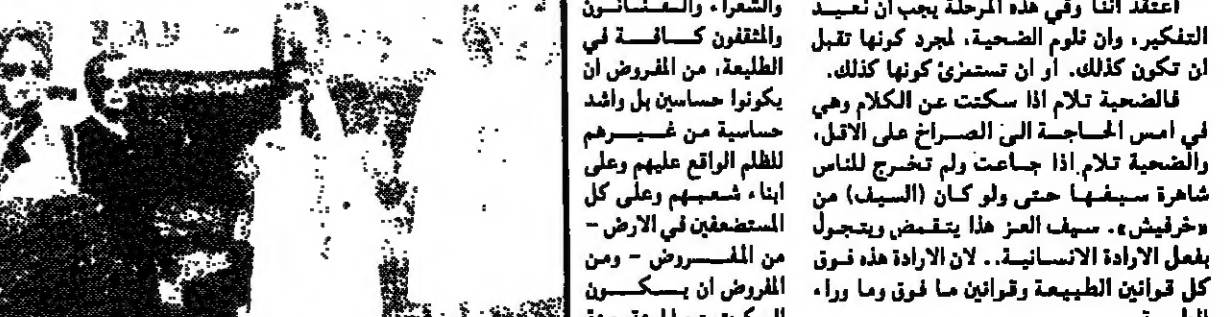 اعتقد اننا وفي هذه المرحلة يجب ان نعيد
التفكير، وان نلوم الضحية، لمجرد كونها تقبل
ان تكون كذلك. او ان تستمرئ كونها كذلك.
فالضحية تلام اذا سكتت عن الكلام وهي
في امس الحاجة الى الصراخ على الاقل،
والضحية تلام اذا جاعت ولم تخرج للناس
شاهرة سيفها حتى ولو كان (السيف) من
«خرفيش». سيف العز هذا يتقمض ويتجول
بفعل الارادة الانسانية.. لان الارادة هذه فوق
كل قوانين الطبيعة وقوانين ما فوق وما وراء
والشعراء والفنانون
والمثقفون كافة في
الطليعة، من المفروض ان
يكونوا حساسين بل واشد
حساسية من غيرهم
للظلم الواقع عليهم وعلى
ابناء شعبهم وعلى كل
المستضعفين في الارض -
من المفروض - ومن
المفروض ان يكون